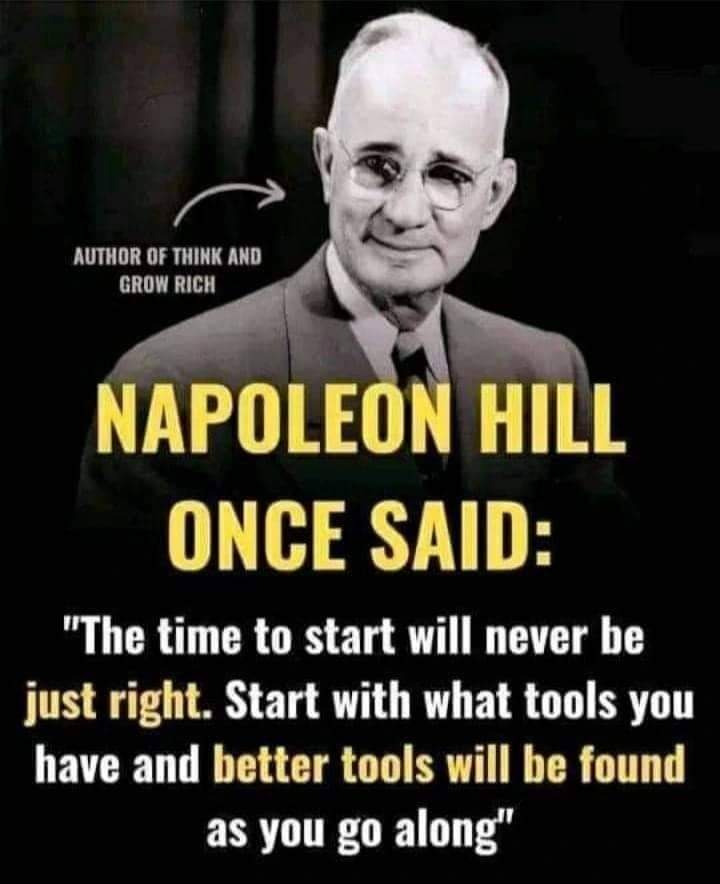 AUTHOR OF THINK AND
GROW RICH
NAPOLEON HILL
ONCE SAID:
"The time to start will never be
just right. Start with what tools you
have and better tools will be found
as you go along"